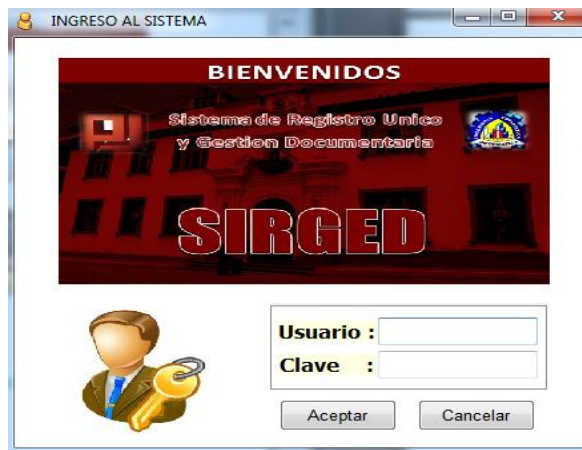 INGRESO AL SISTEMA
BIENVENIDOS
Sistema de Registro Unico
y Gestion Documentaria
SIRGED
Usuario :
Clave :
Aceptar
Cancelar